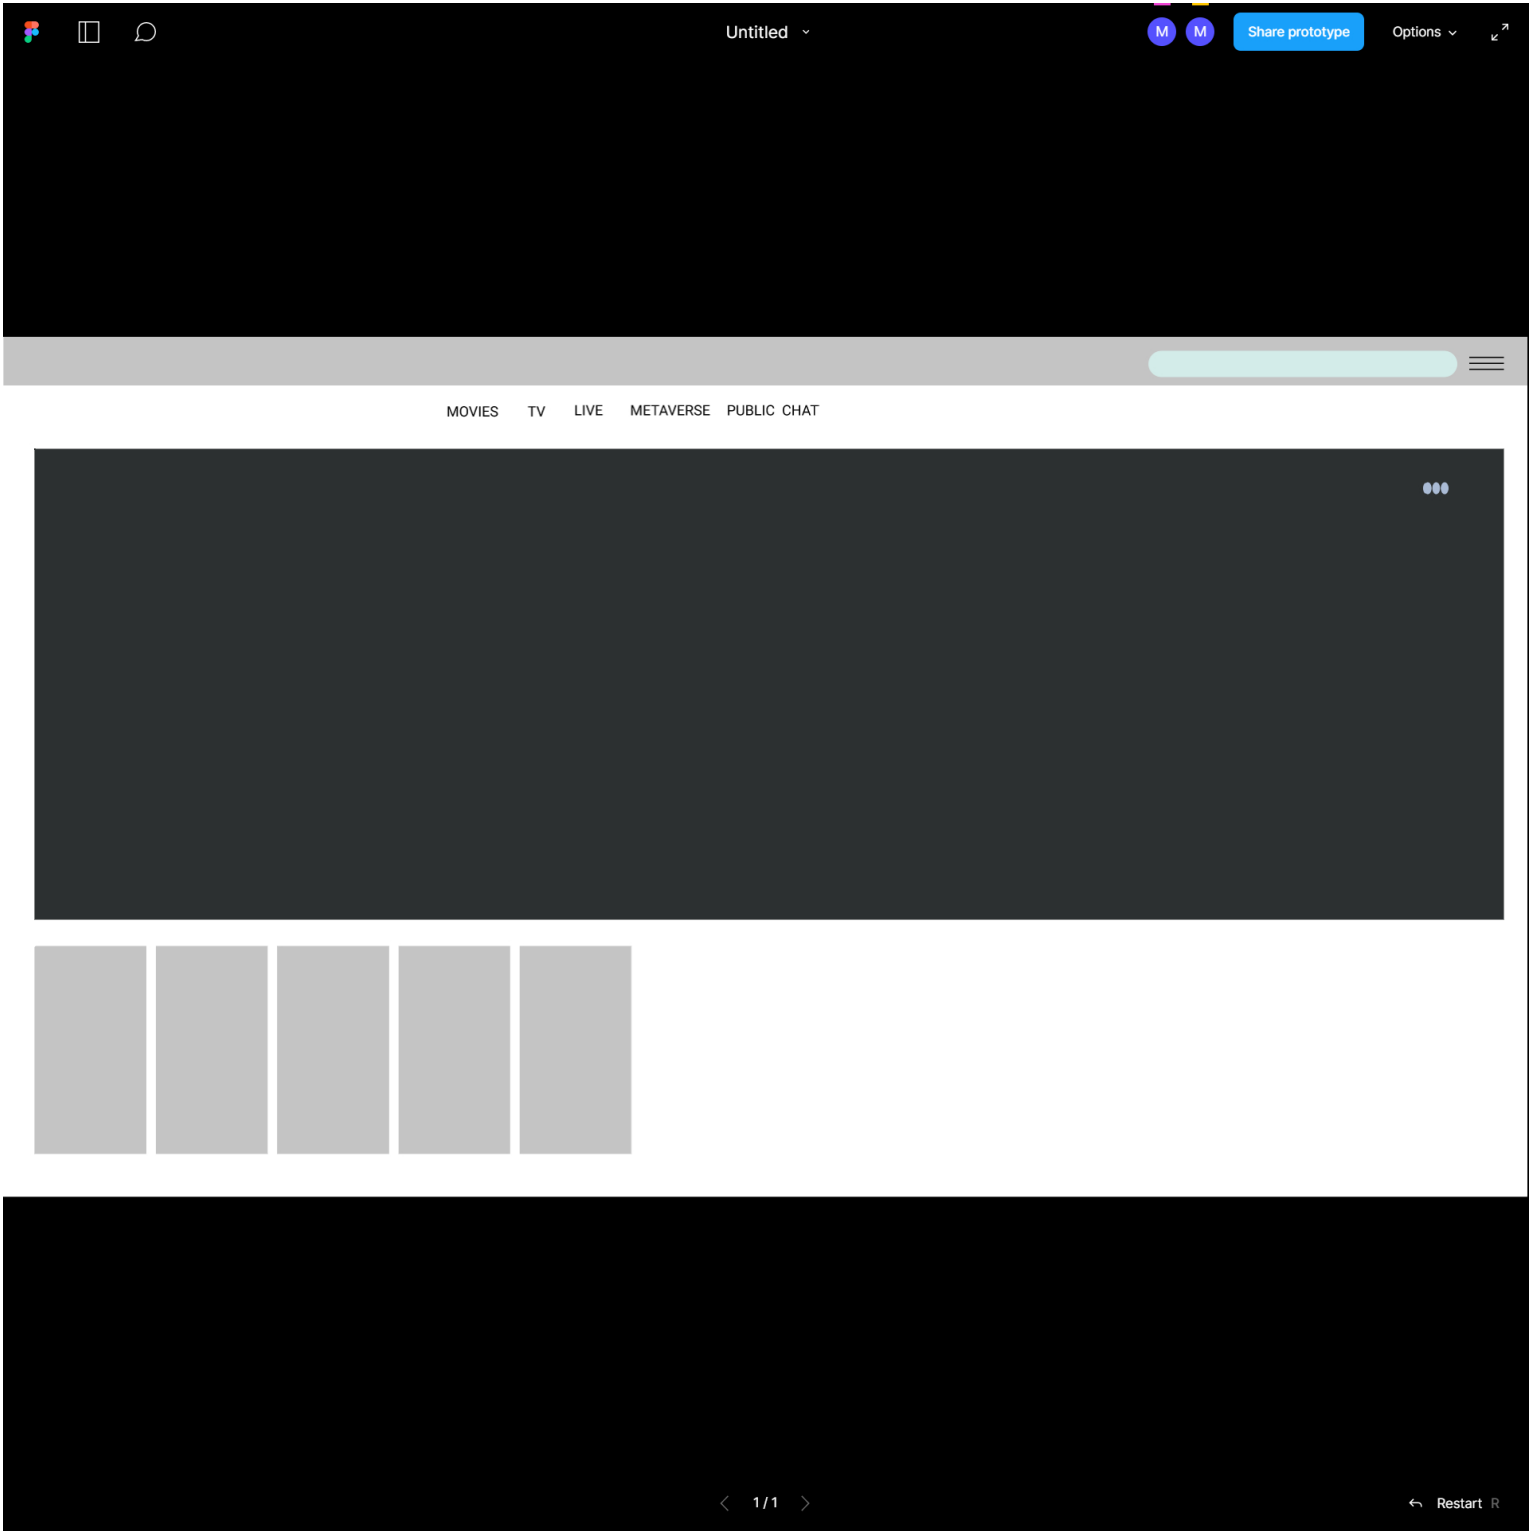 Untitled
M M Share prototype Options
MOVIES TV LIVE METAVERSE PUBLIC CHAT
1 / 1
Restart R